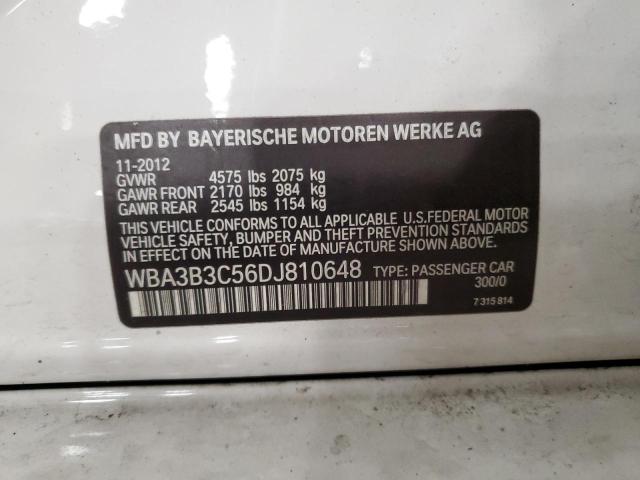 MFD BY BAYERISCHE MOTOREN WERKE AG
11-2012
GVWR 4575 lbs 2075 kg
GAWR FRONT 2170 lbs 984 kg
GAWR REAR 2545 lbs 1154 kg
THIS VEHICLE CONFORMS TO ALL APPLICABLE U.S.FEDERAL MOTOR
VEHICLE SAFETY, BUMPER AND THEFT PREVENTION STANDARDS
IN EFFECT ON THE DATE OF MANUFACTURE SHOWN ABOVE.
WBA3B3C56DJ810648 TYPE: PASSENGER CAR
300/0
7 315 814